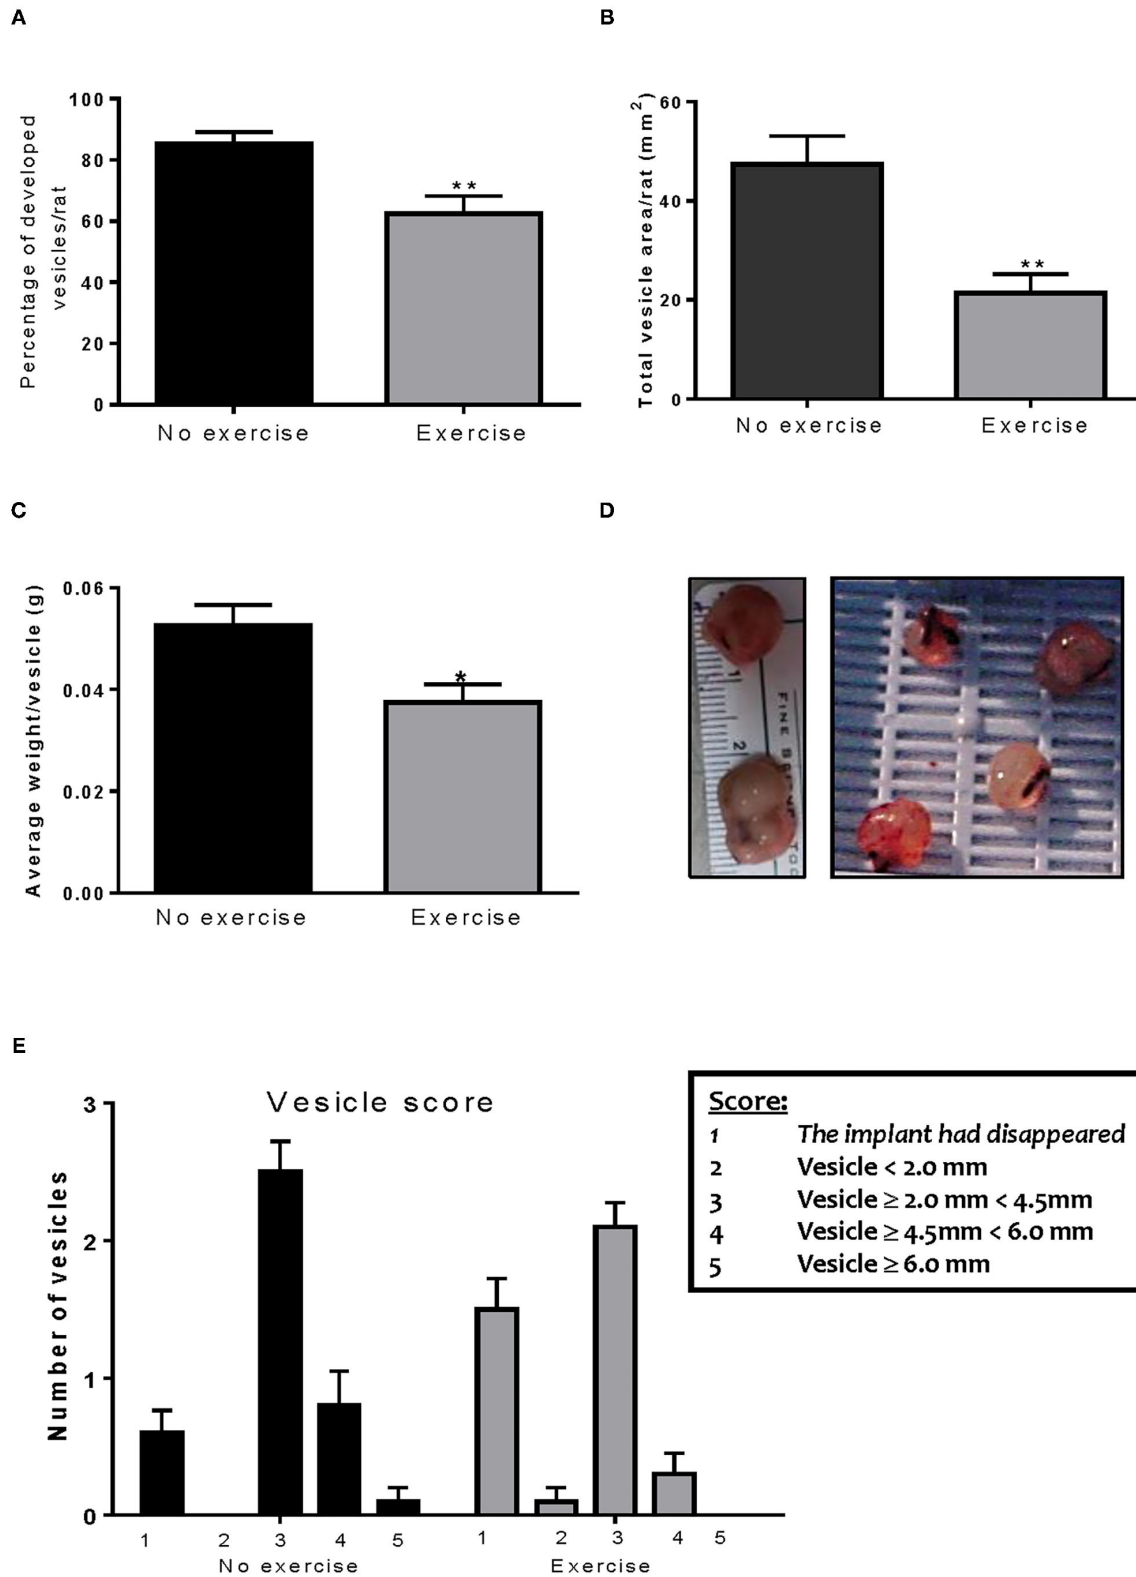 A
B
100
80
60
40
20
0
Percentage of developed
vesicles/rat
**
No exercise
Exercise
60
40
20
0
Total vesicle area/rat (mm2)
**
No exercise
Exercise
C
D
0.06
0.04
0.02
0.00
Average weight/vesicle (g)
*
No exercise
Exercise
1
2
FINE
E
Vesicle score
3
2
1
0
Number of vesicles
1 2 3 4 5 1 2 3 4 5
No exercise Exercise
Score:
1 The implant had disappeared
2 Vesicle < 2.0 mm
3 Vesicle ≥ 2.0 mm < 4.5mm
4 Vesicle ≥ 4.5mm < 6.0 mm
5 Vesicle ≥ 6.0 mm